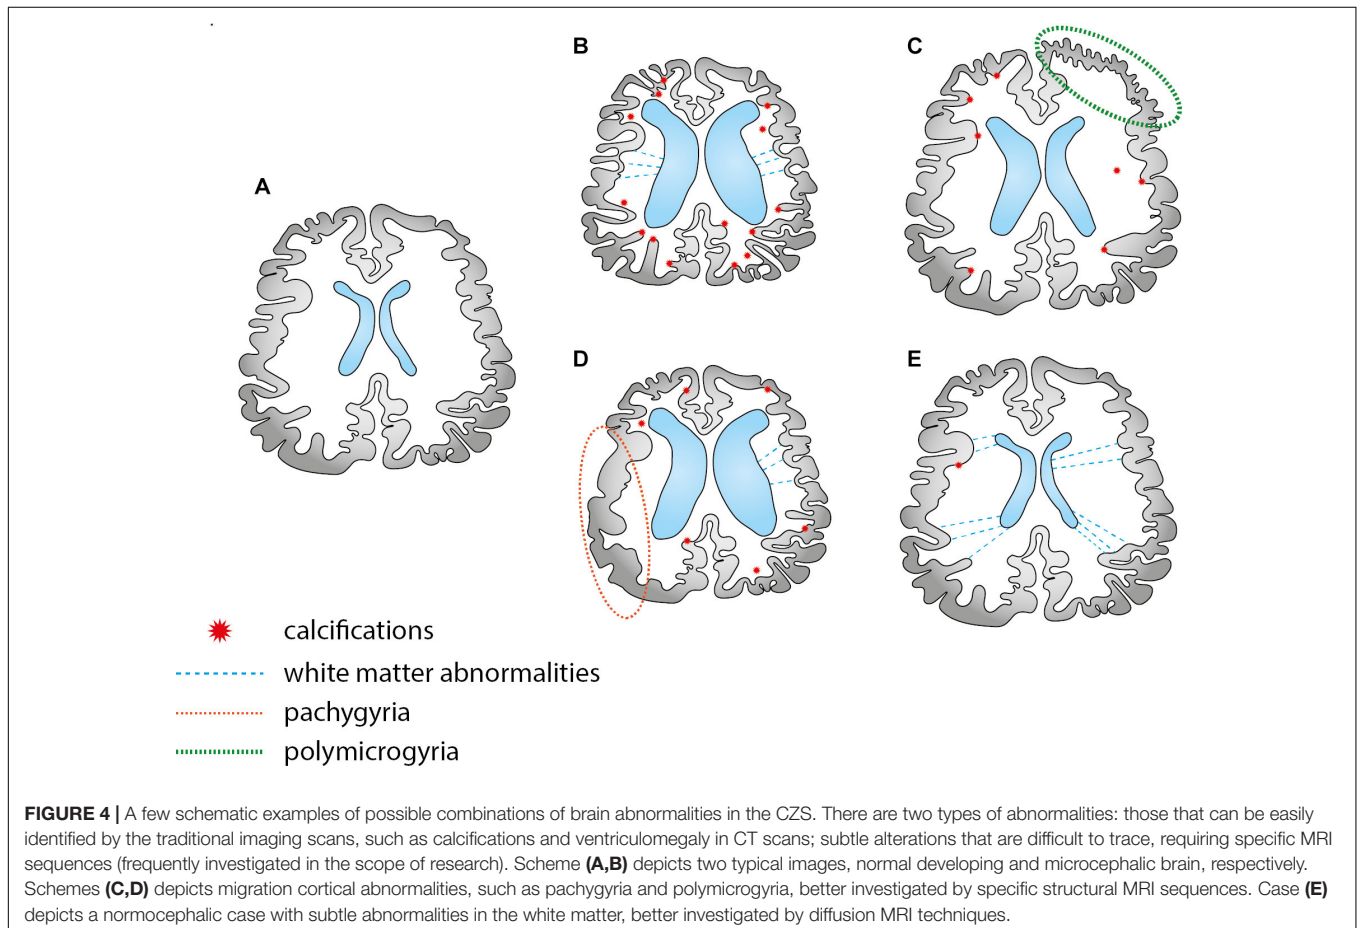 B
C
A
D
E
calcifications
white matter abnormalities
pachygyria
polymicrogyria
FIGURE 4 | A few schematic examples of possible combinations of brain abnormalities in the CZS. There are two types of abnormalities: those that can be easily
identified by the traditional imaging scans, such as calcifications and ventriculomegaly in CT scans; subtle alterations that are difficult to trace, requiring specific MRI
sequences (frequently investigated in the scope of research). Scheme (A,B) depicts two typical images, normal developing and microcephalic brain, respectively.
Schemes (C,D) depicts migration cortical abnormalities, such as pachygyria and polymicrogyria, better investigated by specific structural MRI sequences. Case (E)
depicts a normocephalic case with subtle abnormalities in the white matter, better investigated by diffusion MRI techniques.